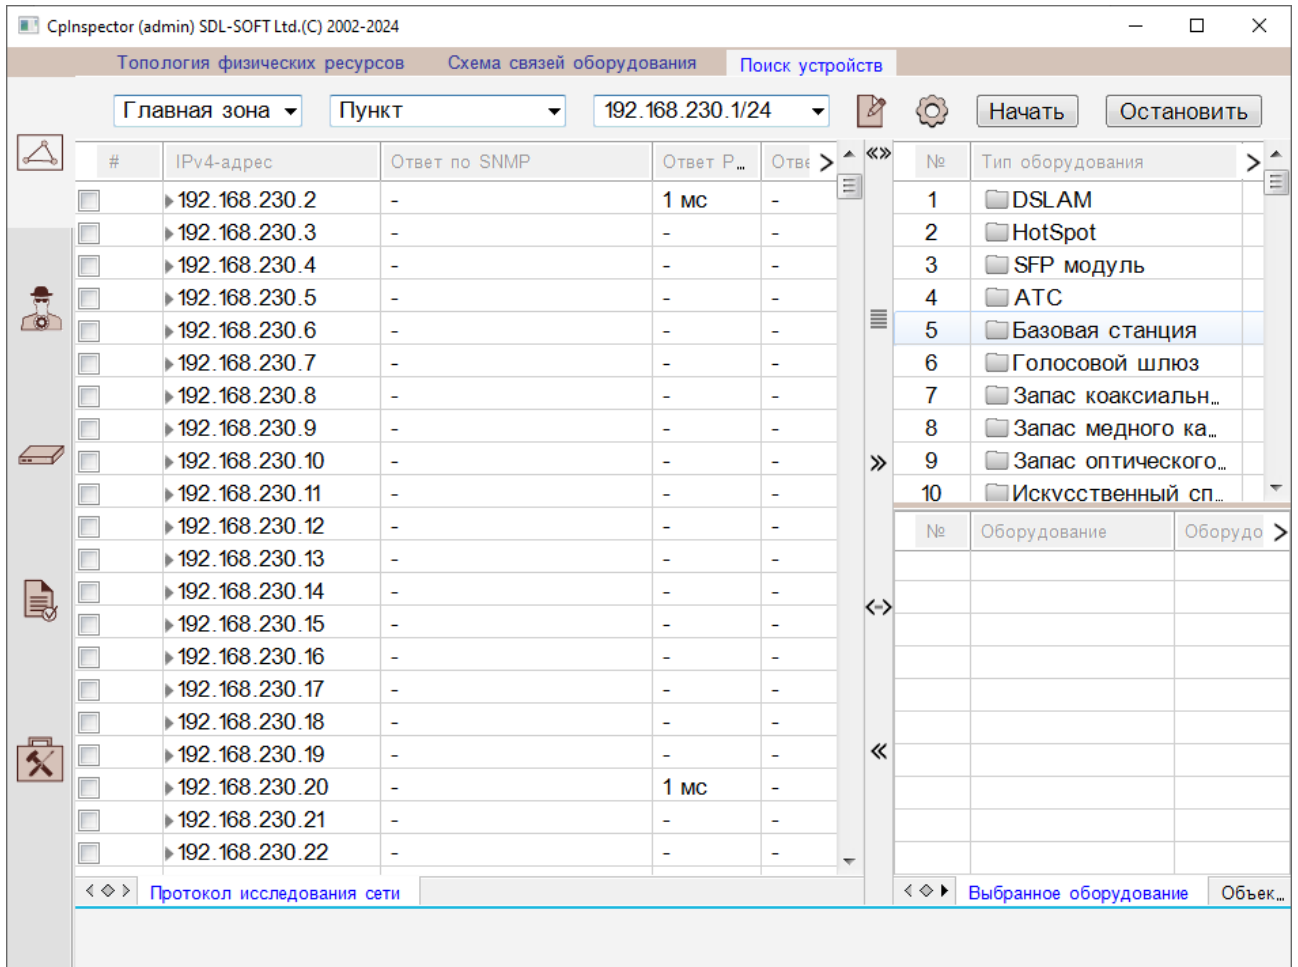 CpInspector (admin) SDL-SOFT Ltd.(C) 2002-2024
Топология физических ресурсов Схема связей оборудования Поиск устройств
Главная зона Пункт 192.168.230.1/24 Начать Остановить
# IPv4-адрес Ответ по SNMP Ответ P... Отве
192.168.230.2 - 1 мс -
192.168.230.3 - - -
192.168.230.4 - - -
192.168.230.5 - - -
192.168.230.6 - - -
192.168.230.7 - - -
192.168.230.8 - - -
192.168.230.9 - - -
192.168.230.10 - - -
192.168.230.11 - - -
192.168.230.12 - - -
192.168.230.13 - - -
192.168.230.14 - - -
192.168.230.15 - - -
192.168.230.16 - - -
192.168.230.17 - - -
192.168.230.18 - - -
192.168.230.19 - - -
192.168.230.20 - 1 мс -
192.168.230.21 - - -
192.168.230.22 - - -
Протокол исследования сети
№ Тип оборудования
1 DSLAM
2 HotSpot
3 SFP модуль
4 АТС
5 Базовая станция
6 Голосовой шлюз
7 Запас коаксиальн...
8 Запас медного ка...
9 Запас оптического...
10 Искусственный сп...
№ Оборудование Оборудо
Выбранное оборудование Объек...